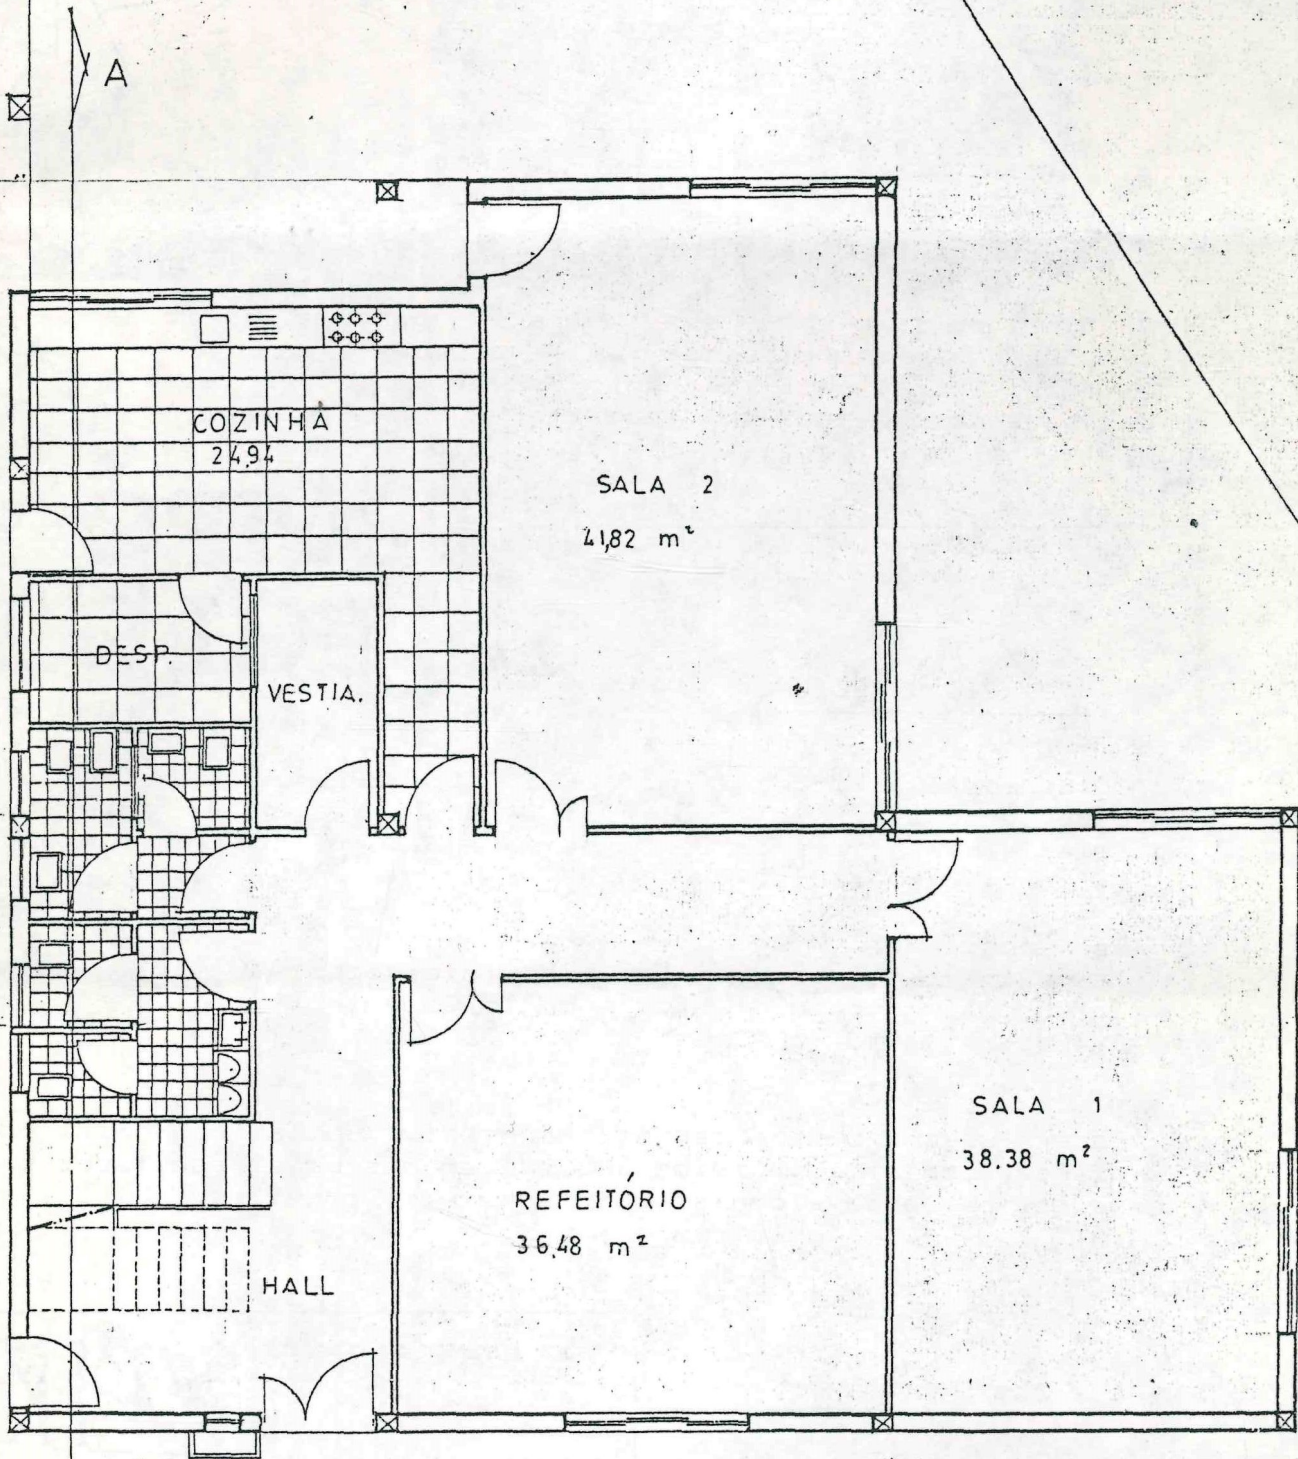 A
COZINHA
24,94
SALA 2
41,82 m²
DESP.
VESTIA.
SALA 1
38.38 m²
REFEITÓRIO
36,48 m²
HALL